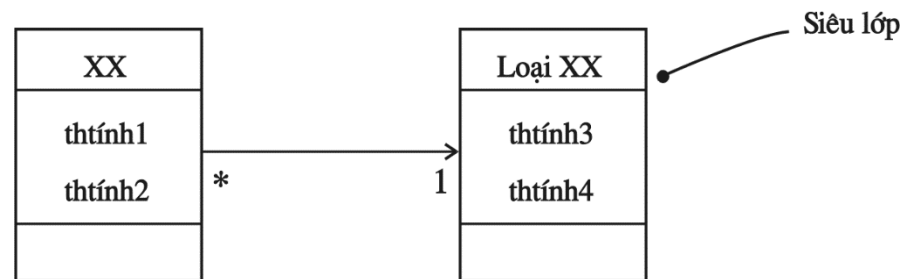 Siêu lớp
XX
Loại XX
thtính1
thtính3
thtính2
*
1
thtính4